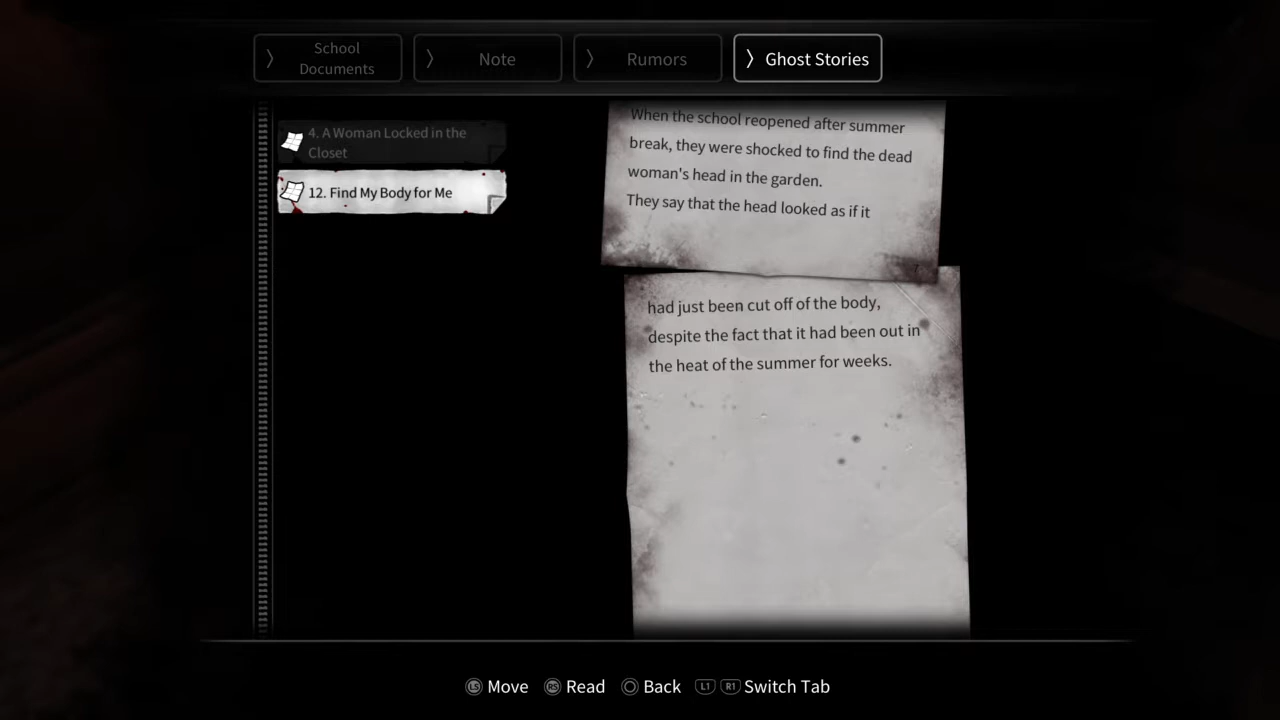 School
Documents
Note
Rumors
Ghost Stories
4. A Woman Locked in the
Closet
12. Find My Body for Me
When the school reopened after summer
break, they were shocked to find the dead
woman's head in the garden.
They say that the head looked as if it
7
had just been cut off of the body,
despite the fact that it had been out in
the heat of the summer for weeks.
LS Move RS Read Back L1 R1 Switch Tab